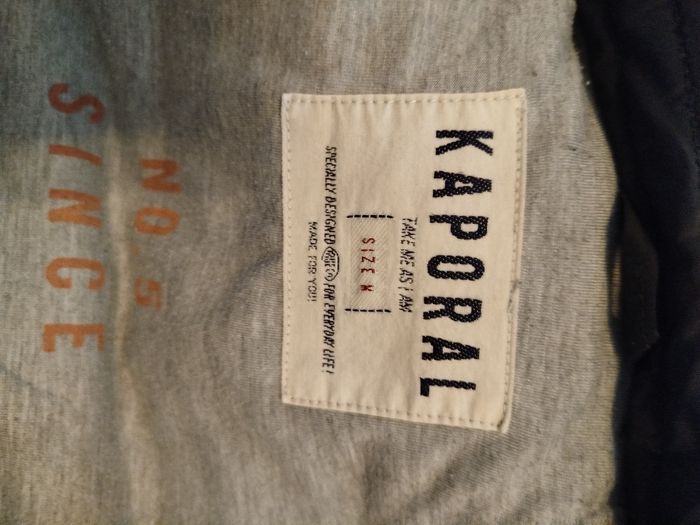 KAPORAL
TAKE ME AS I AM
SIZE M
SPECIALLY DESIGNED FOR EVERYDAY LIFE!
MADE FOR YOU!
NO 5
SINCE